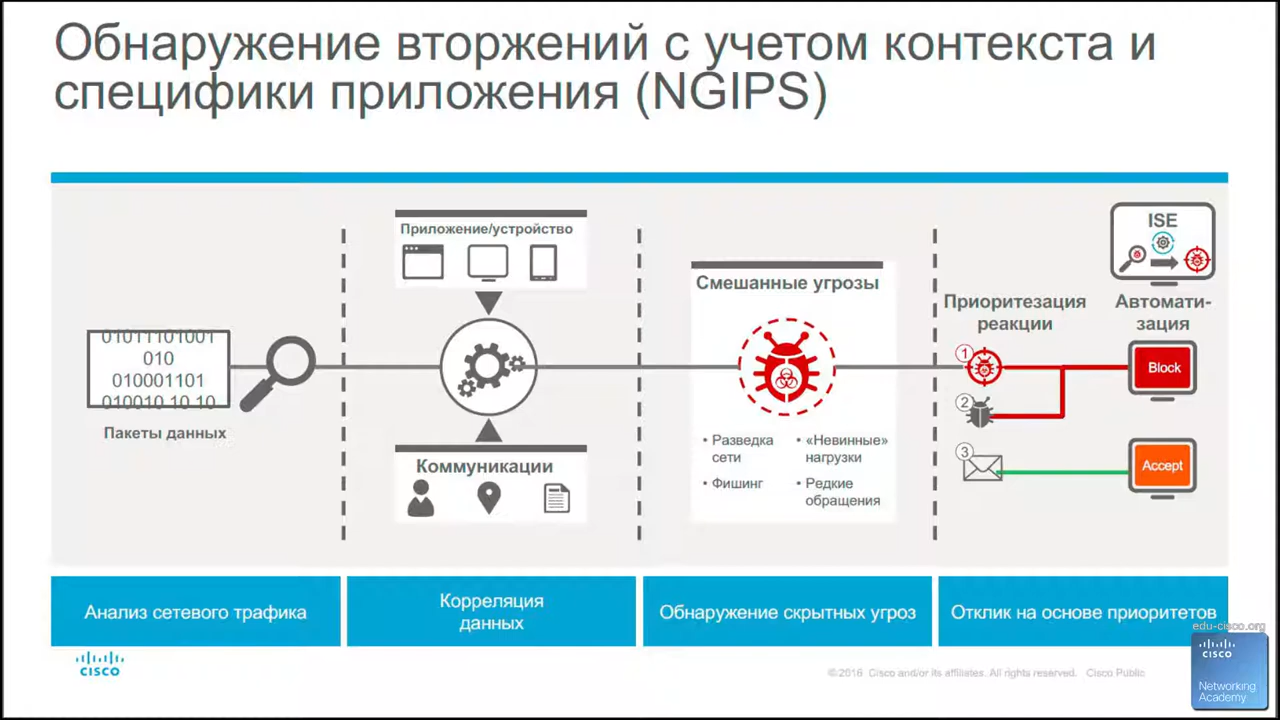 Обнаружение вторжений с учетом контекста и
специфики приложения (NGIPS)
01011101001
010
010001101
010010 10 10
Пакеты данных
Приложение/устройство
Коммуникации
Смешанные угрозы
• Разведка
сети
• Фишинг
• «Невинные»
нагрузки
• Редкие
обращения
ISE
Приоритезация
реакции
Автомати-
зация
1
Block
2
3
Accept
Анализ сетевого трафика
Корреляция
данных
Обнаружение скрытных угроз
Отклик на основе приоритетов
edu-cisco.org
CISCO
©2016 Cisco and/or its affiliates. All rights reserved. Cisco Public
CISCO
Networking
Academy